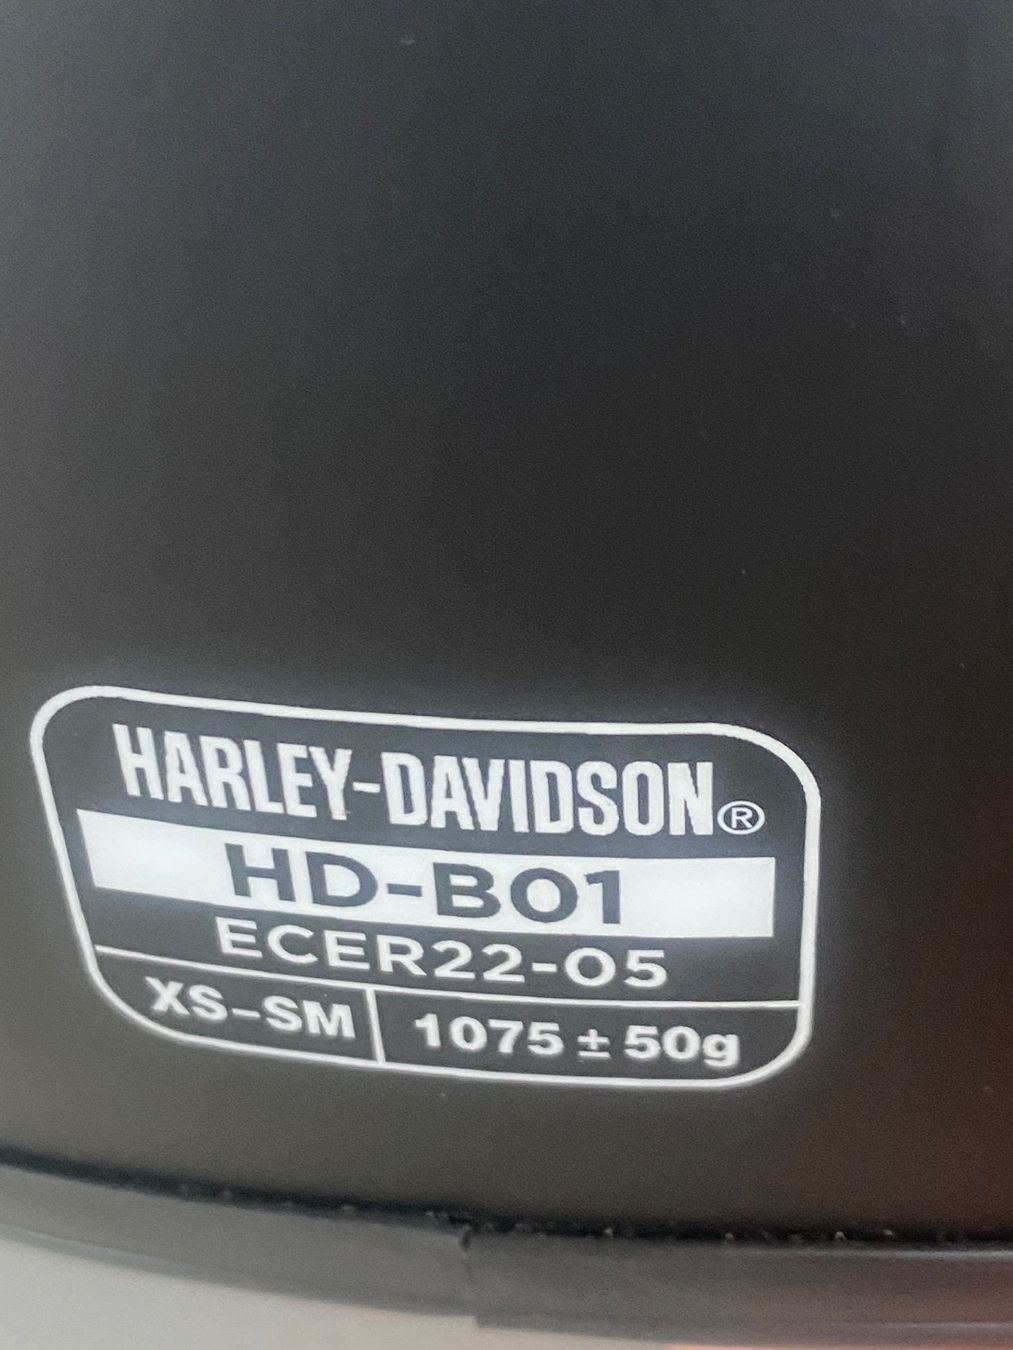 HARLEY-DAVIDSON®
HD-B01
ECER22-05
XS-SM 1075 ± 50g